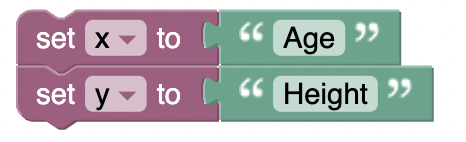 set x to “ Age ”
set y to “ Height ”